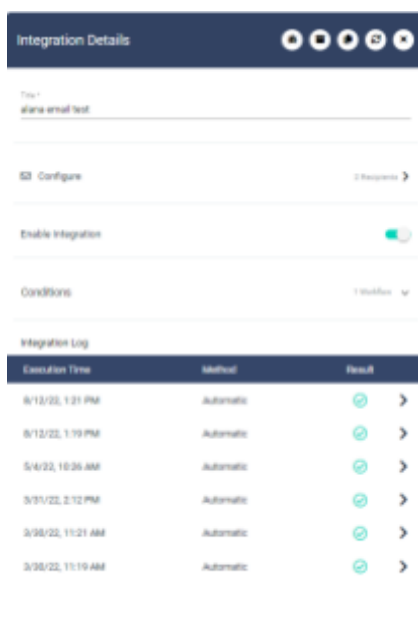 Integration Details
Title *
alana email test
Configure 2 Recipients
Enable Integration
Conditions 1 Workflow
Integration Log
Execution Time Method Result
8/12/22, 1:21 PM Automatic
8/12/22, 1:19 PM Automatic
5/4/22, 10:26 AM Automatic
3/31/22, 2:12 PM Automatic
3/30/22, 11:21 AM Automatic
3/30/22, 11:19 AM Automatic